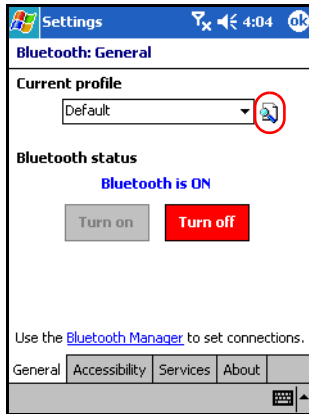 Settings 4:04 ok
Bluetooth: General
Current profile
Default
Bluetooth status
Bluetooth is ON
Turn on Turn off
Use the Bluetooth Manager to set connections.
General Accessibility Services About